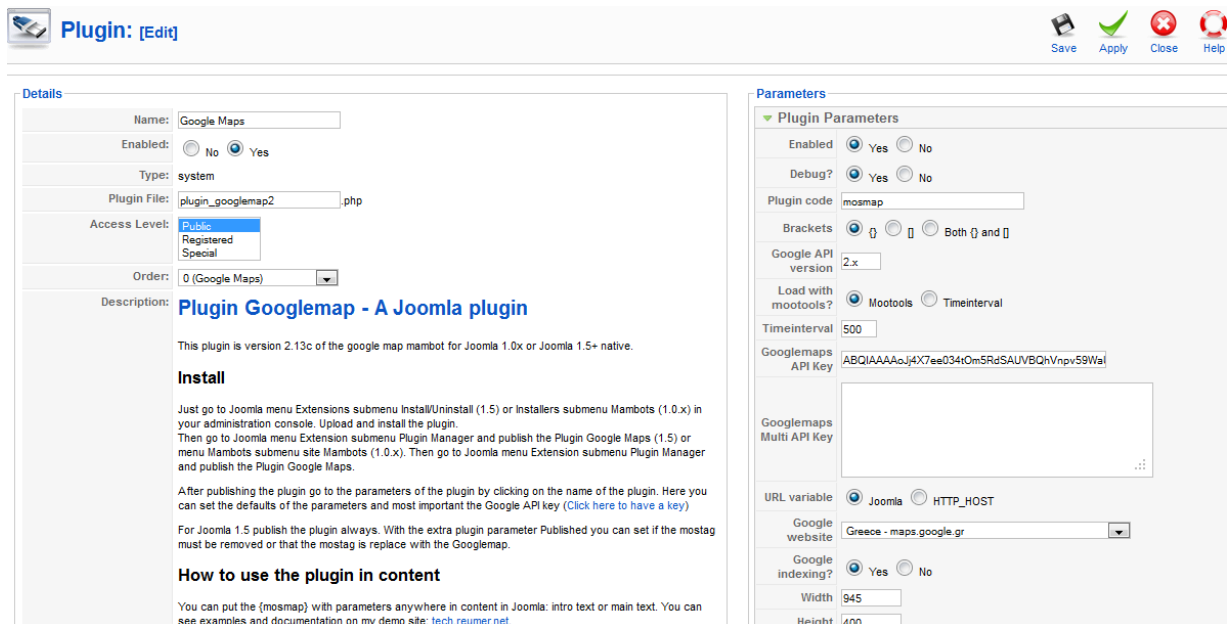 Plugin: [Edit]
Save Apply Close Help
Details
Name: Google Maps
Enabled: No Yes
Type: system
Plugin File: plugin_googlemap2 .php
Access Level: Public
Registered
Special
Order: 0 (Google Maps)
Description: Plugin Googlemap - A Joomla plugin
This plugin is version 2.13c of the google map mambot for Joomla 1.0x or Joomla 1.5+ native.
Install
Just go to Joomla menu Extensions submenu Install/Uninstall (1.5) or Installers submenu Mambots (1.0.x) in
your administration console. Upload and install the plugin.
Then go to Joomla menu Extension submenu Plugin Manager and publish the Plugin Google Maps (1.5) or
menu Mambots submenu site Mambots (1.0.x). Then go to Joomla menu Extension submenu Plugin Manager
and publish the Plugin Google Maps.
After publishing the plugin go to the parameters of the plugin by clicking on the name of the plugin. Here you
can set the defaults of the parameters and most important the Google API key (Click here to have a key)
For Joomla 1.5 publish the plugin always. With the extra plugin parameter Published you can set if the mostag
must be removed or that the mostag is replace with the Googlemap.
How to use the plugin in content
You can put the {mosmap} with parameters anywhere in content in Joomla: intro text or main text. You can
see examples and documentation on my demo site: tech.reumer.net
Parameters
Plugin Parameters
Enabled Yes No
Debug? Yes No
Plugin code mosmap
Brackets {} [] Both {} and []
Google API
version 2.x
Load with
mootools? Mootools Timeinterval
Timeinterval 500
Googlemaps
API Key ABQIAAAAoJj4X7ee034tOm5RdSAUVBQhVnpv59Wal
Googlemaps
Multi API Key
URL variable Joomla HTTP_HOST
Google
website Greece - maps.google.gr
Google
indexing? Yes No
Width 945
Height 400